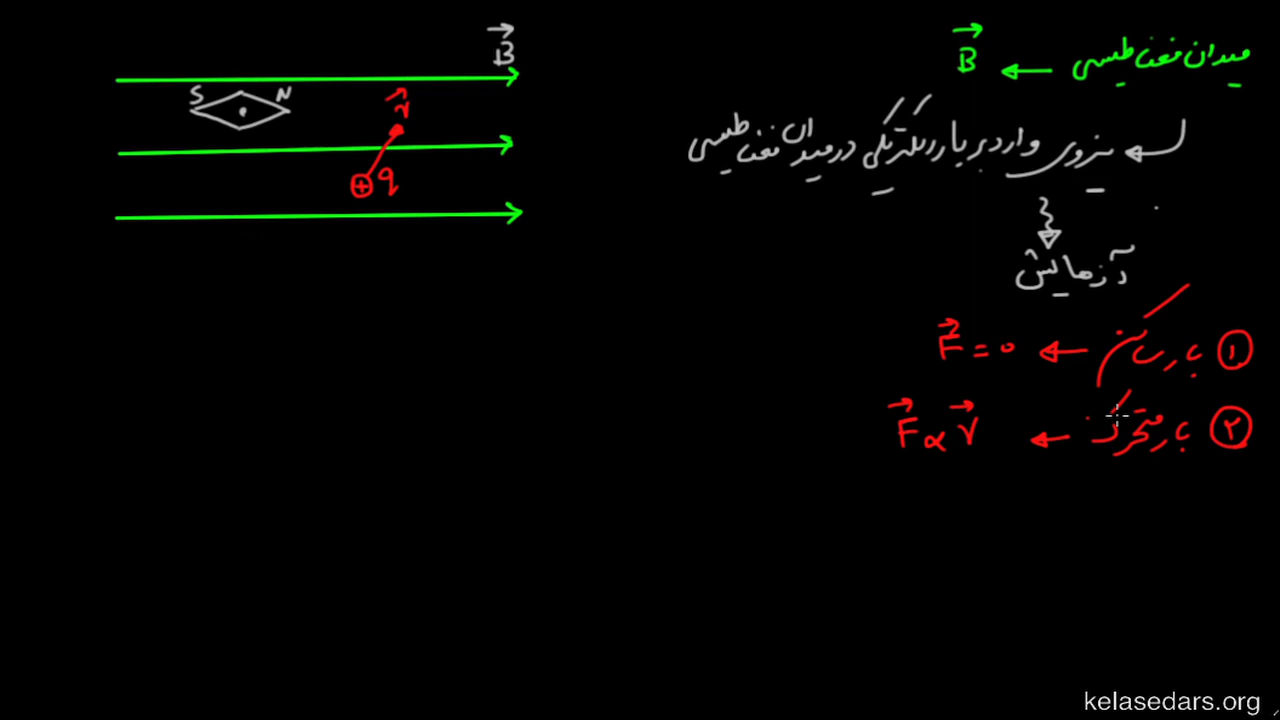 میدان مغناطیسی ← B⃗
نیروی وارد بر بار الکتریکی در میدان مغناطیسی
آزمایش
① بار ساکن ← F⃗ = 0
② بار متحرک ← F⃗ α v⃗
B⃗
S N
v⃗
⊕ q
kelasedars.org